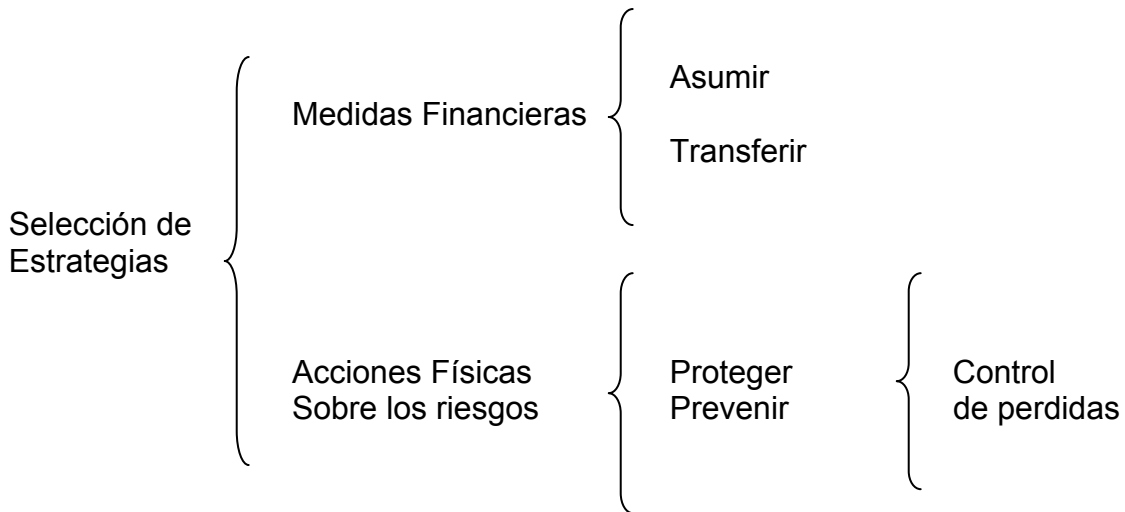 Selección de
Estrategias
Medidas Financieras
Asumir
Transferir
Acciones Físicas
Sobre los riesgos
Proteger
Prevenir
Control
de perdidas